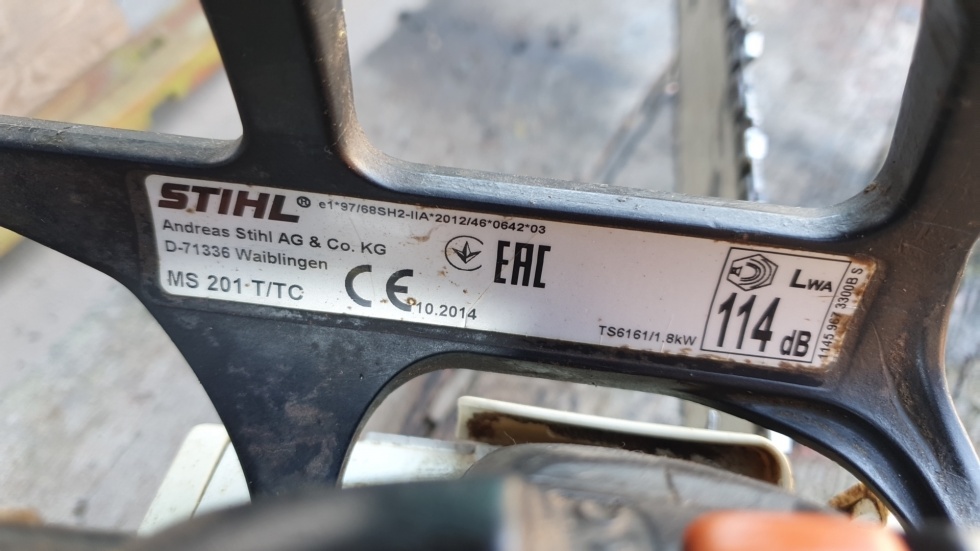 STIHL® e1*97/68SH2-IIA*2012/46*0642*03
Andreas Stihl AG & Co. KG
D-71336 Waiblingen
MS 201 T/TC CE 10.2014
EAC
TS6161/1.8kW
LWA
114 dB
1145 967 3300B S